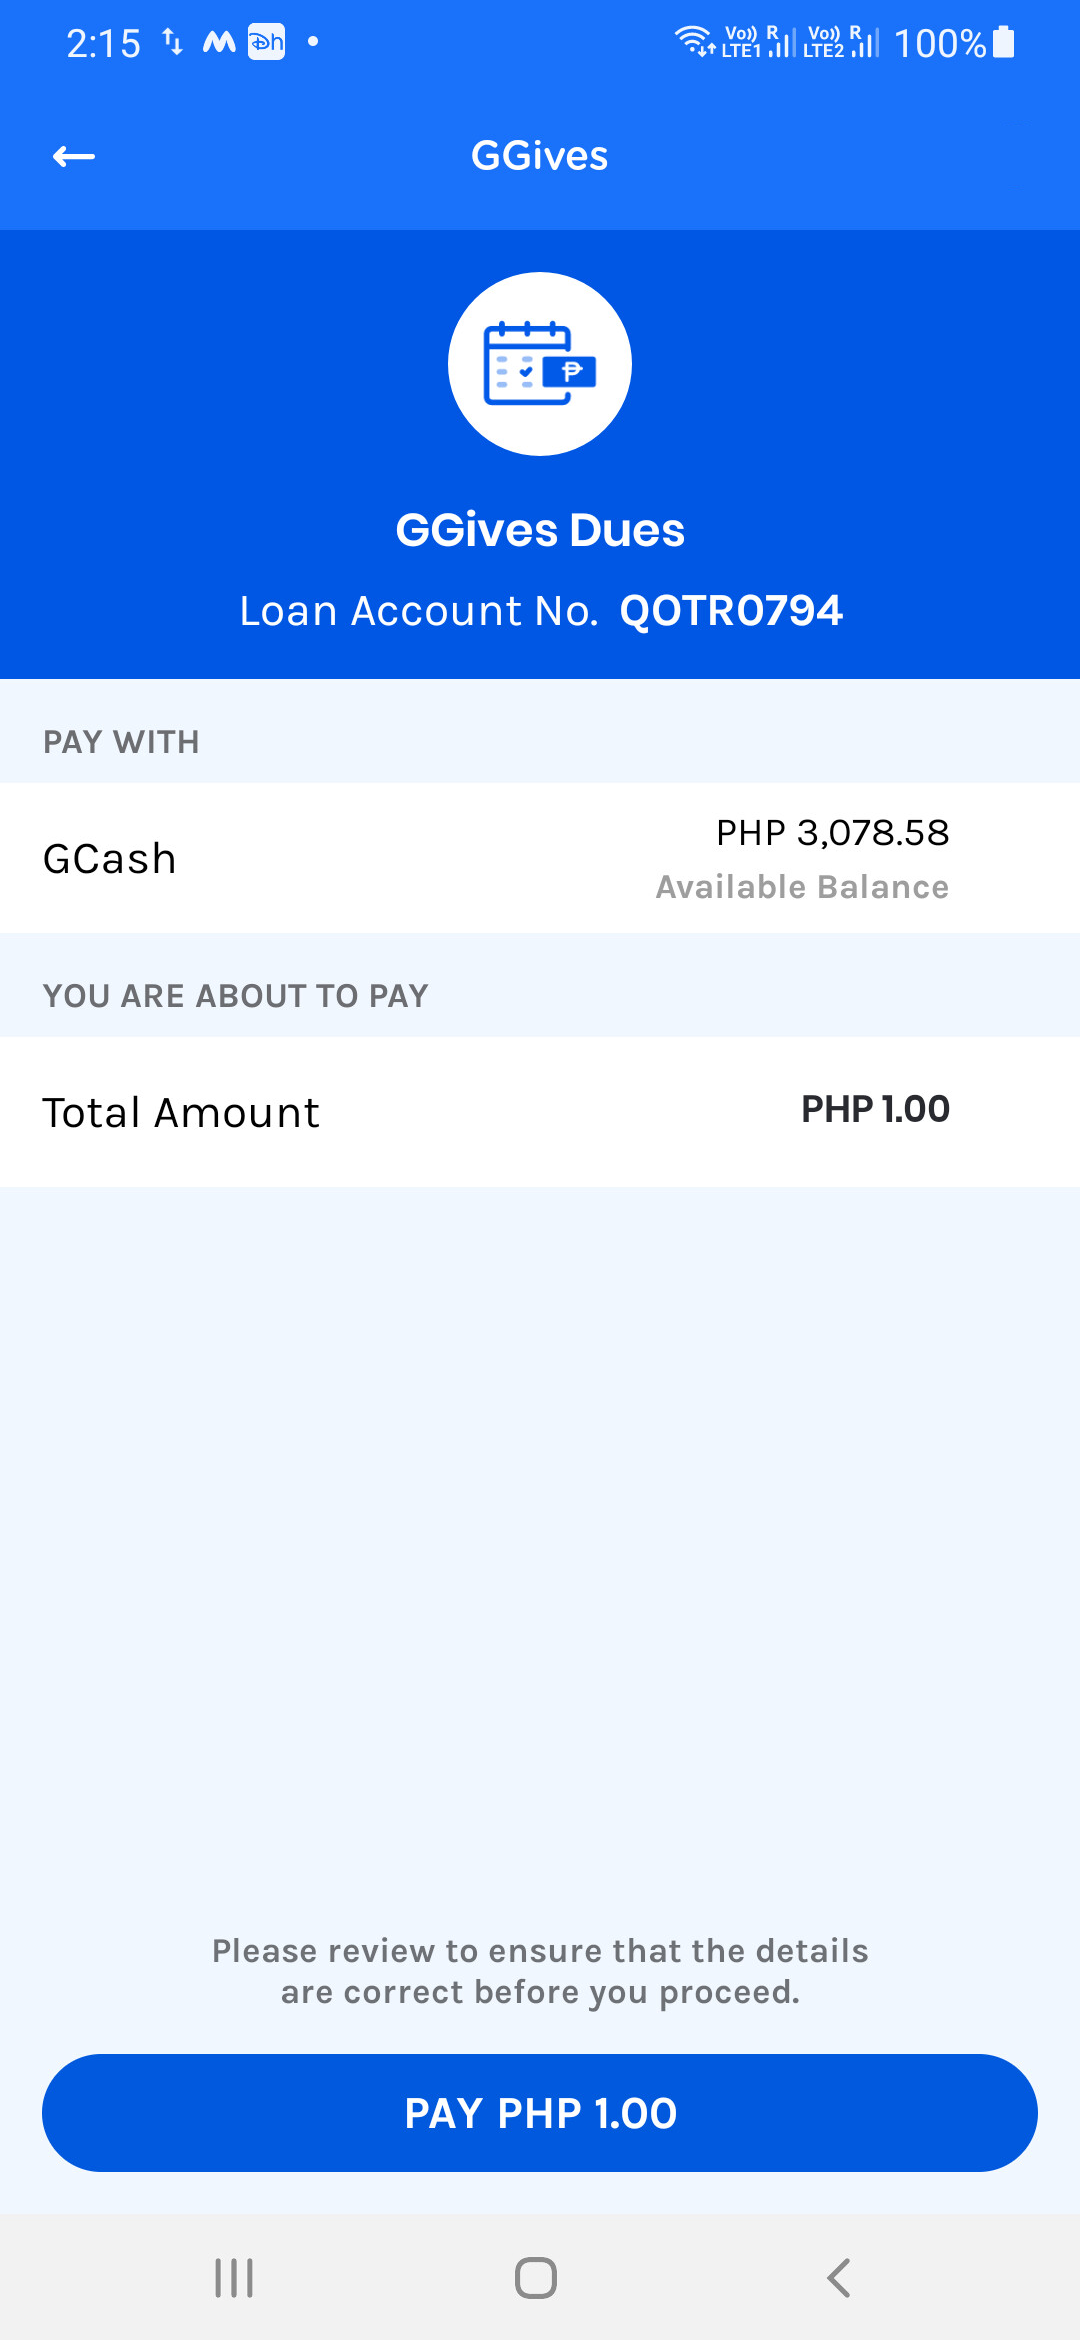 2:15
Dh
Vo)) R
LTE1
Vo)) R
LTE2
100%
GGives
GGives Dues
Loan Account No. QOTR0794
PAY WITH
GCash
PHP 3,078.58
Available Balance
YOU ARE ABOUT TO PAY
Total Amount
PHP 1.00
Please review to ensure that the details
are correct before you proceed.
PAY PHP 1.00